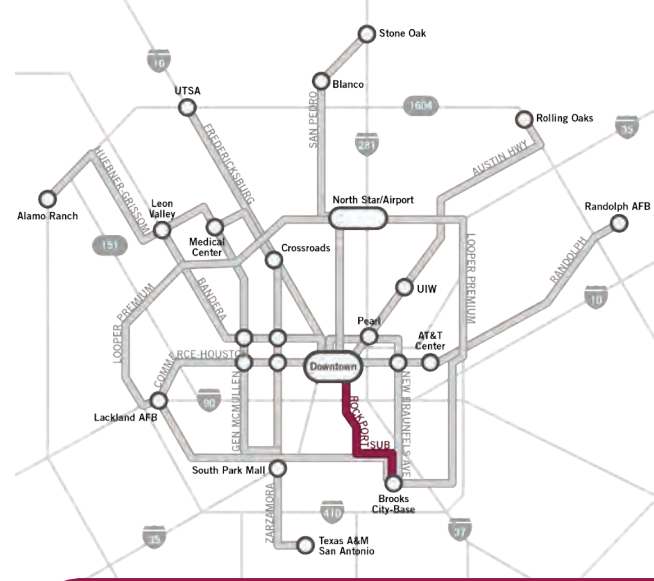 Stone Oak
10
Blanco
UTSA
1604
SAN PEDRO
Rolling Oaks
FREDERICKSBURG
35
281
AUSTIN HWY
HUEBNER-GRISSOM
Leon
Valley
North Star/Airport
Randolph AFB
Alamo Ranch
Medical
Center
151
Crossroads
LOOPER PREMIUM
RANDOLPH
UIW
10
BANDERA
LOOPER PREMIUM
Pearl
AT&T
Center
COMMERCE-HOUSTON
Downtown
GEN MCMULLEN
90
ROCKPORT/
SUB
NEW BRAUNFELS AVE
Lackland AFB
South Park Mall
Brooks
City-Base
ZARZAMORA
410
37
35
Texas A&M
San Antonio